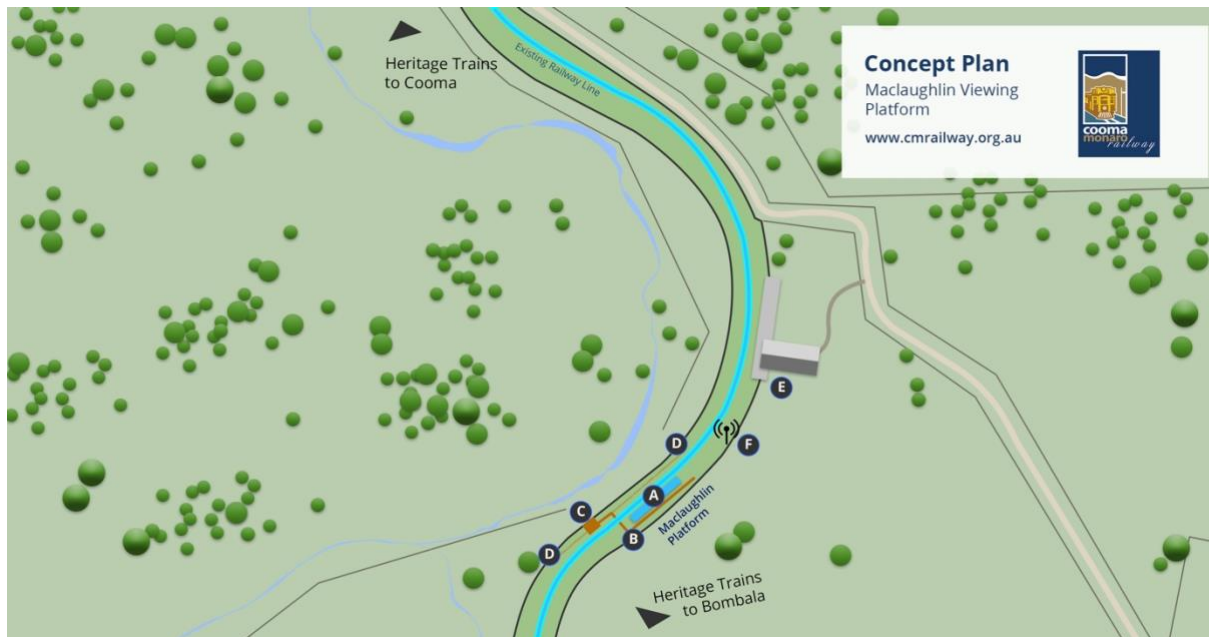 Heritage Trains
to Cooma
Existing Railway Line
Concept Plan
Maclaughlin Viewing
Platform
www.cmrailway.org.au
cooma
monaro
railway
E
D
F
A
C
Maclaughlin
Platform
B
D
Heritage Trains
to Bombala